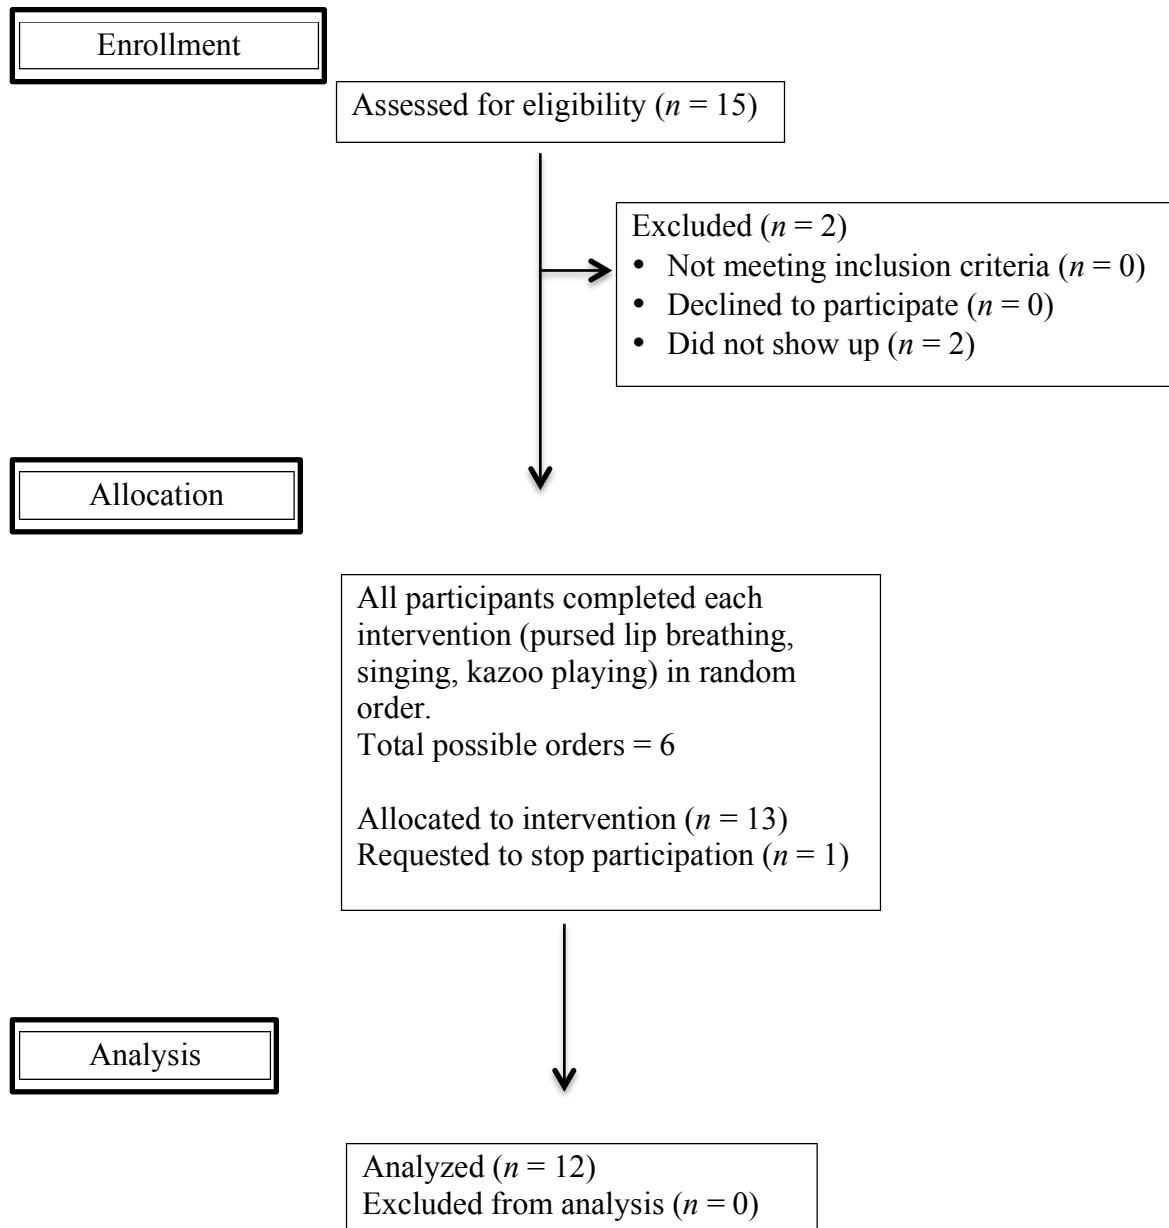 Enrollment
Assessed for eligibility (n = 15)
Excluded (n = 2)
• Not meeting inclusion criteria (n = 0)
• Declined to participate (n = 0)
• Did not show up (n = 2)
Allocation
All participants completed each
intervention (pursed lip breathing,
singing, kazoo playing) in random
order.
Total possible orders = 6
Allocated to intervention (n = 13)
Requested to stop participation (n = 1)
Analysis
Analyzed (n = 12)
Excluded from analysis (n = 0)